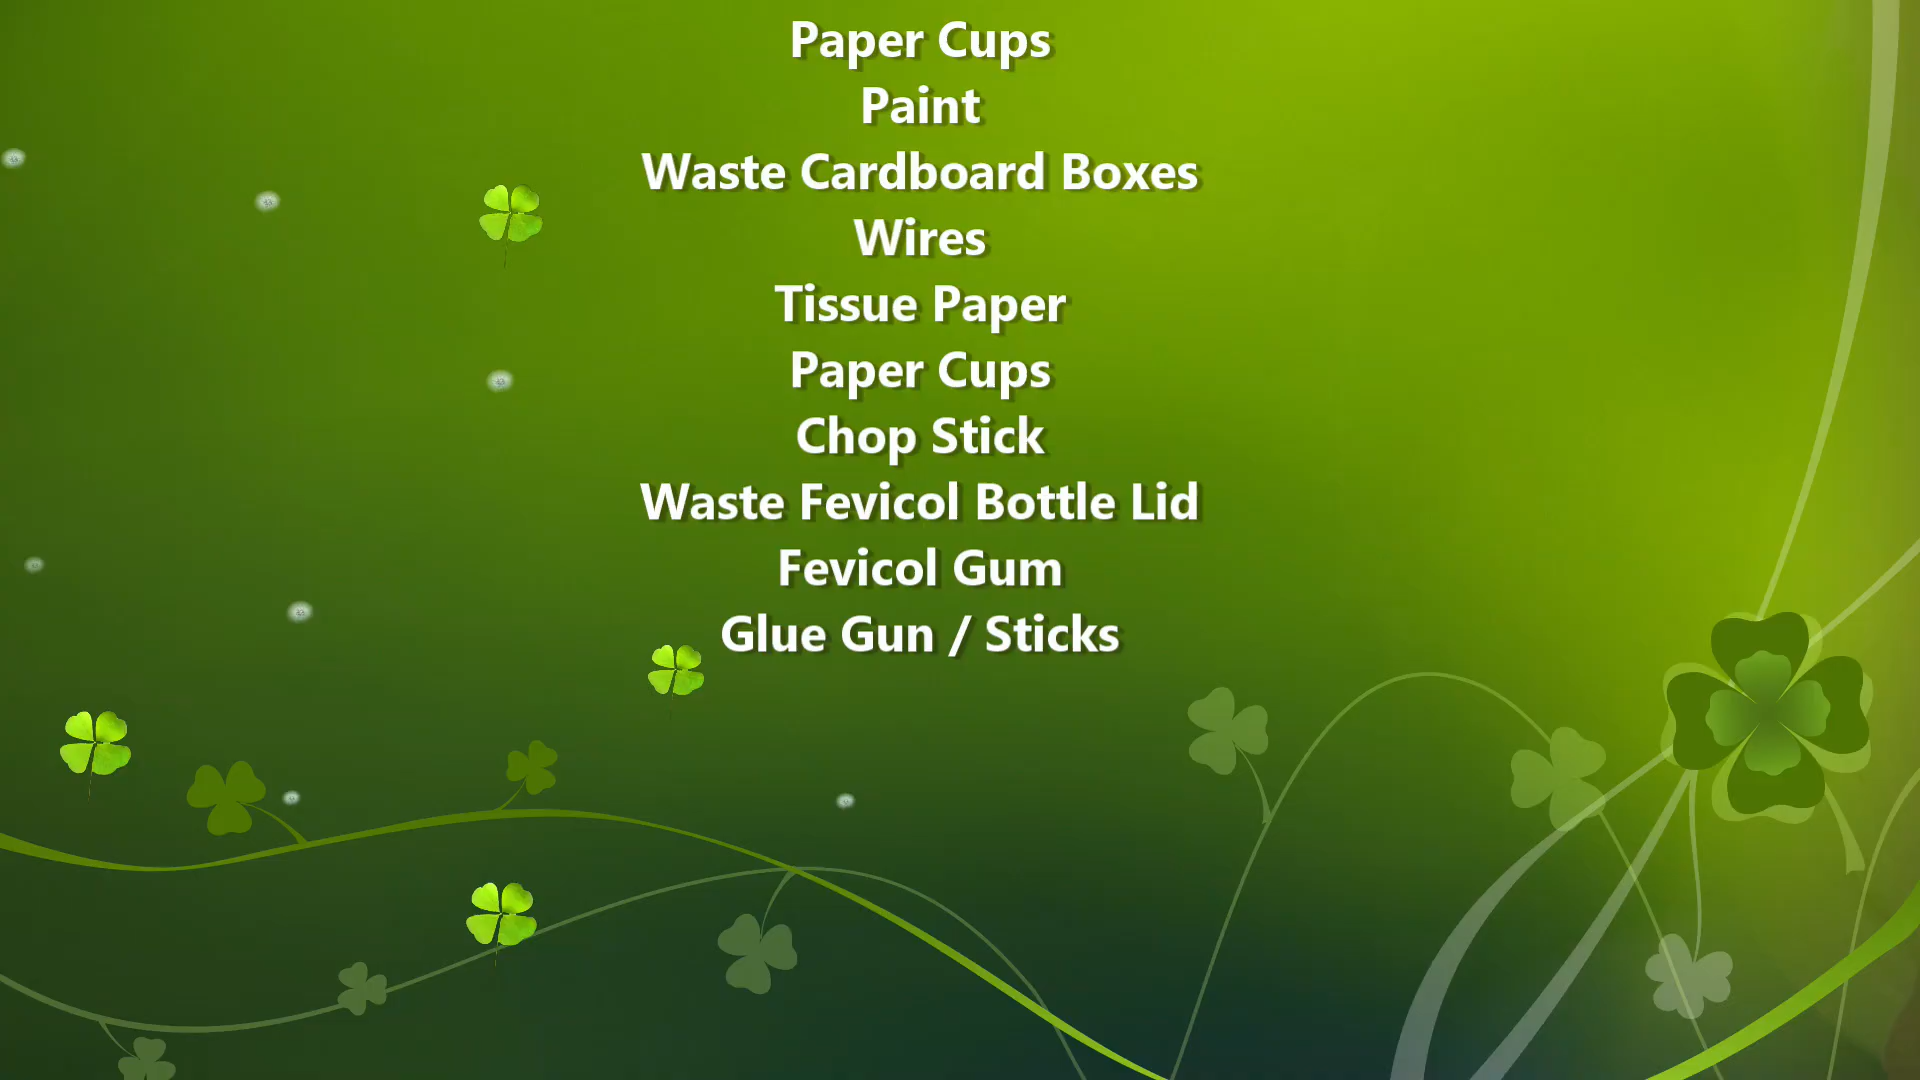 Paper Cups
Paint
Waste Cardboard Boxes
Wires
Tissue Paper
Paper Cups
Chop Stick
Waste Fevicol Bottle Lid
Fevicol Gum
Glue Gun / Sticks